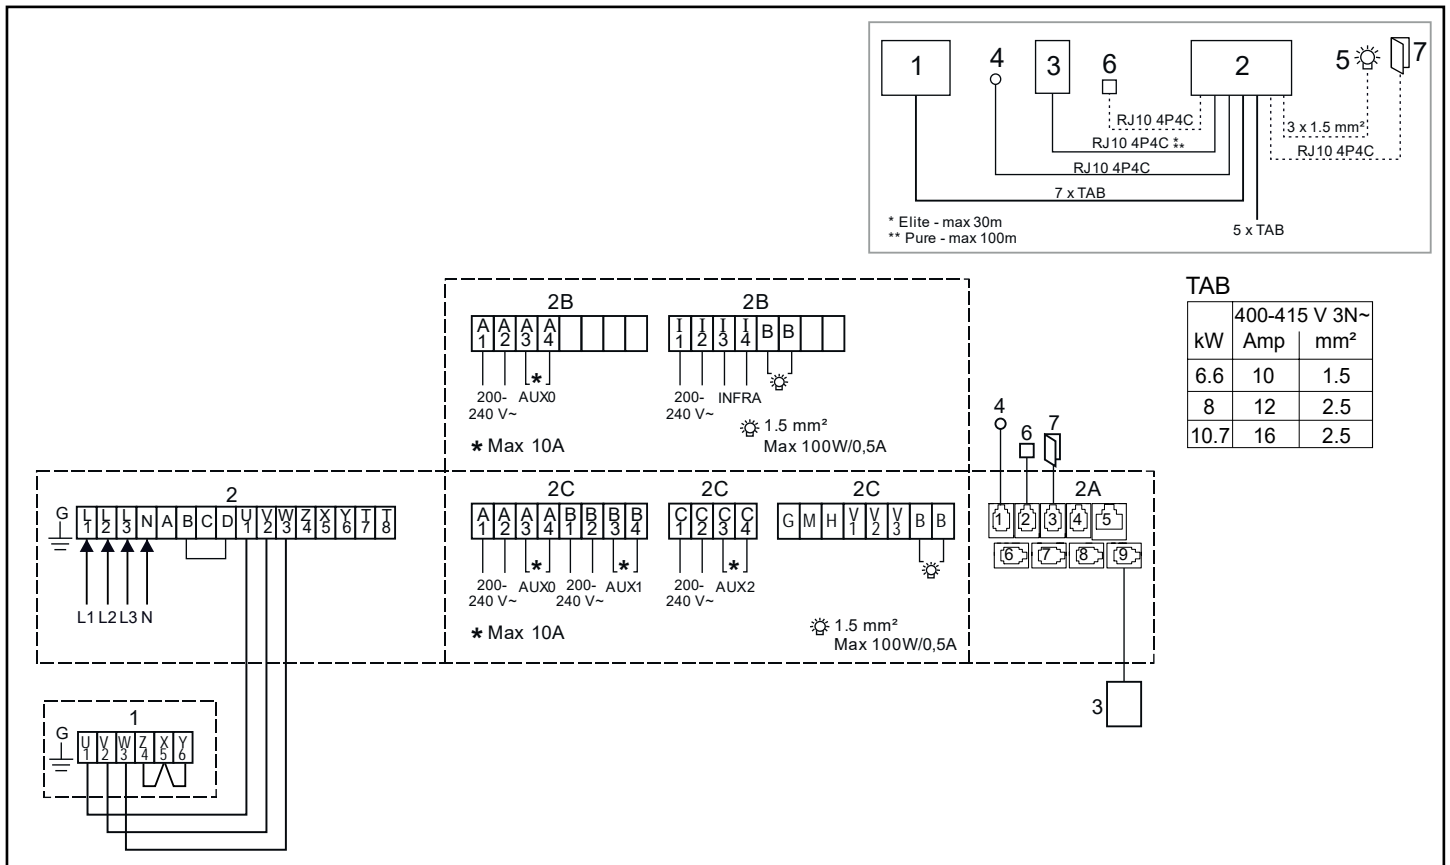 1 4 3 6 2 5 7
RJ10 4P4C
3 x 1.5 mm²
RJ10 4P4C *
**
RJ10 4P4C
RJ10 4P4C
7 x TAB
5 x TAB
* Elite - max 30m
** Pure - max 100m
TAB
400-415 V 3N~
kW Amp mm²
6.6 10 1.5
8 12 2.5
10.7 16 2.5
2B
A1 A2 A3 A4
200-240 V~
* AUX0
* Max 10A
2B
I1 I2 I3 I4 B B
200-240 V~
INFRA
1.5 mm²
Max 100W/0,5A
2
G L1 L2 L3 N A B C D U1 V2 W3 Z4 X5 Y6 T7 T8
L1 L2 L3 N
2C
A1 A2 A3 A4 B1 B2 B3 B4
200-240 V~
* AUX0
200-240 V~
* AUX1
* Max 10A
2C
C1 C2 C3 C4
200-240 V~
* AUX2
2C
G M H V1 V2 V3 B B
1.5 mm²
Max 100W/0,5A
4 6 7
2A
1 2 3 4 5
6 7 8 9
3
1
G U1 V2 W3 Z4 X5 Y6